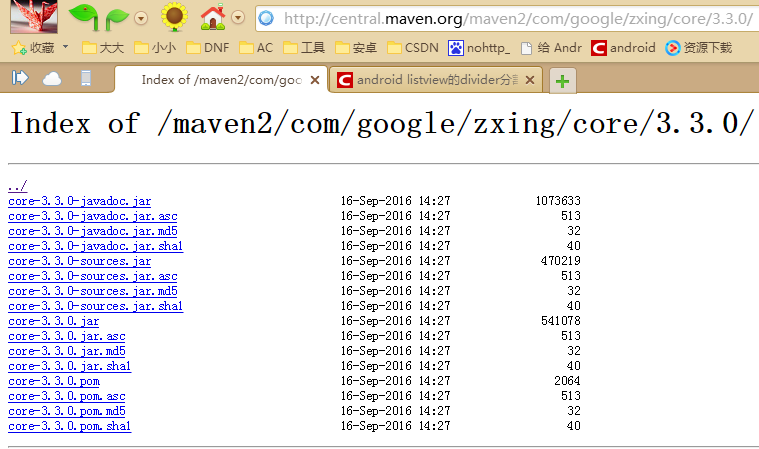 http://central.maven.org/maven2/com/google/zxing/core/3.3.0/
收藏 大大 小小 DNF AC 工具 安卓 CSDN nohttp_ 给 Andr android 资源下载
Index of /maven2/com/goo android listview的divider分割
Index of /maven2/com/google/zxing/core/3.3.0/
../
core-3.3.0-javadoc.jar 16-Sep-2016 14:27 1073633
core-3.3.0-javadoc.jar.asc 16-Sep-2016 14:27 513
core-3.3.0-javadoc.jar.md5 16-Sep-2016 14:27 32
core-3.3.0-javadoc.jar.sha1 16-Sep-2016 14:27 40
core-3.3.0-sources.jar 16-Sep-2016 14:27 470219
core-3.3.0-sources.jar.asc 16-Sep-2016 14:27 513
core-3.3.0-sources.jar.md5 16-Sep-2016 14:27 32
core-3.3.0-sources.jar.sha1 16-Sep-2016 14:27 40
core-3.3.0.jar 16-Sep-2016 14:27 541078
core-3.3.0.jar.asc 16-Sep-2016 14:27 513
core-3.3.0.jar.md5 16-Sep-2016 14:27 32
core-3.3.0.jar.sha1 16-Sep-2016 14:27 40
core-3.3.0.pom 16-Sep-2016 14:27 2064
core-3.3.0.pom.asc 16-Sep-2016 14:27 513
core-3.3.0.pom.md5 16-Sep-2016 14:27 32
core-3.3.0.pom.sha1 16-Sep-2016 14:27 40